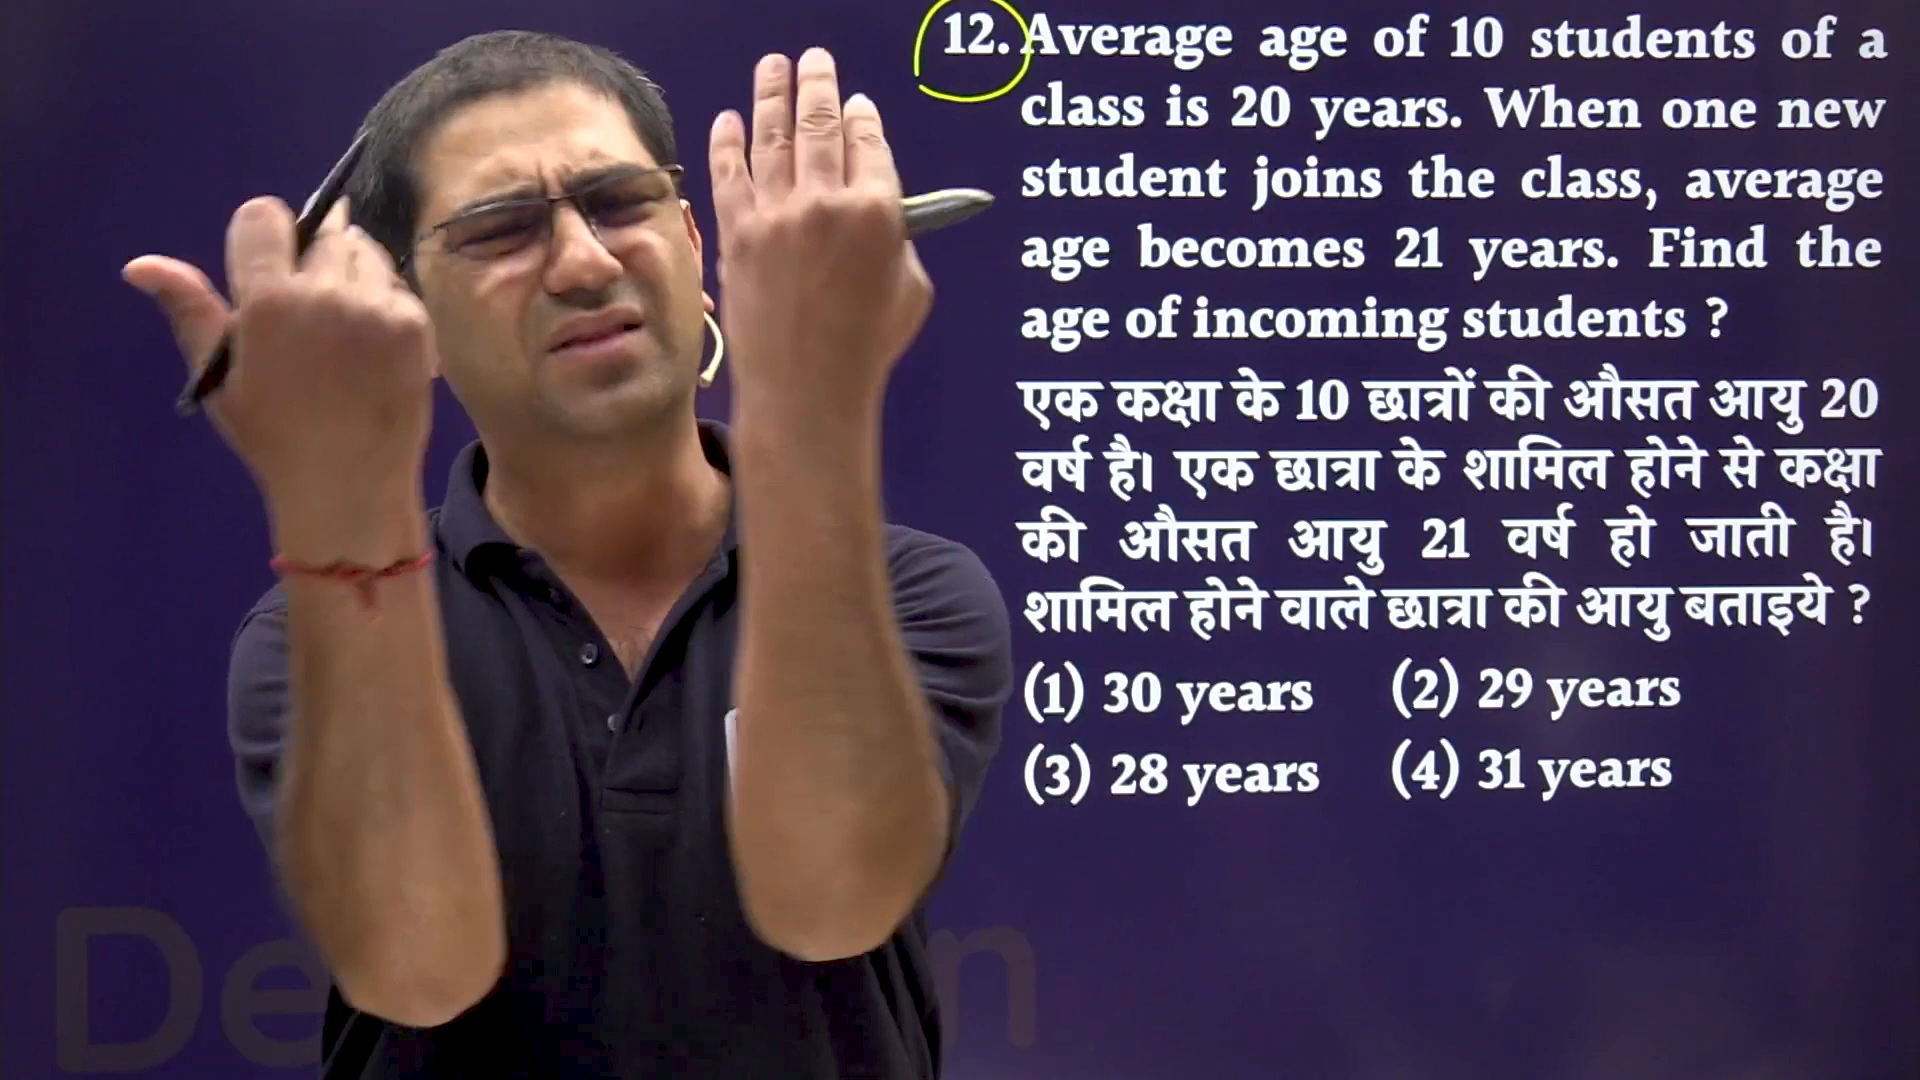 12. Average age of 10 students of a
class is 20 years. When one new
student joins the class, average
age becomes 21 years. Find the
age of incoming students ?
एक कक्षा के 10 छात्रों की औसत आयु 20
वर्ष है। एक छात्रा के शामिल होने से कक्षा
की औसत आयु 21 वर्ष हो जाती है।
शामिल होने वाले छात्रा की आयु बताइये ?
(1) 30 years (2) 29 years
(3) 28 years (4) 31 years